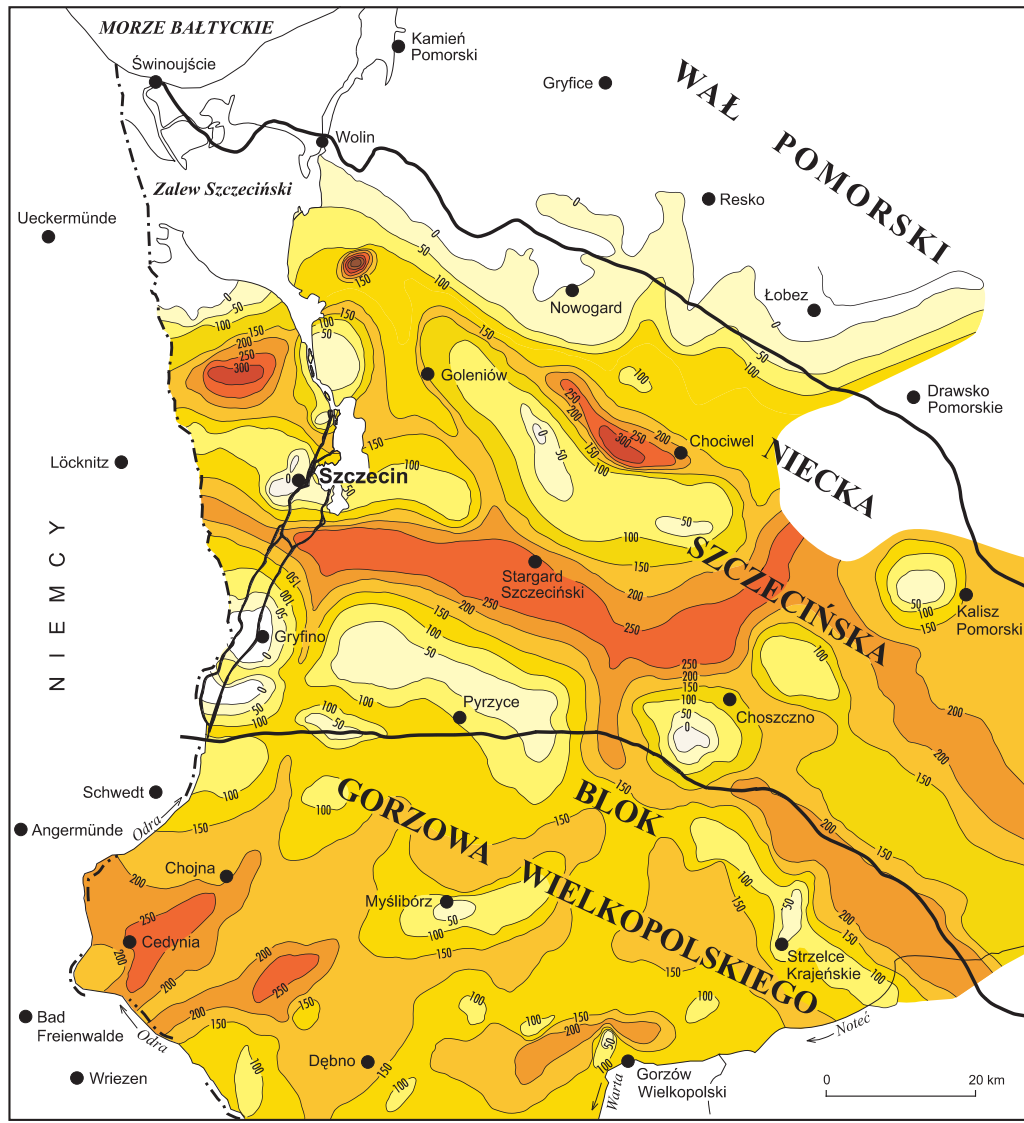 MORZE BAŁTYCKIE
Świnoujście
Kamień
Pomorski
Gryfice
WAŁ POMORSKI
Wolin
Zalew Szczeciński
Ueckermünde
Resko
Nowogard
Łobez
Goleniów
Drawsko
Pomorskie
Chociwel
Löcknitz
Szczecin
NIECKA
SZCZECIŃSKA
NIEMCY
Stargard
Szczeciński
Kalisz
Pomorski
Gryfino
Pyrzyce
Choszczno
Schwedt
Odra
Angermünde
BLOK
GORZOWA WIELKOPOLSKIEGO
Chojna
Myślibórz
Cedynia
Strzelce
Krajeńskie
Bad
Freienwalde
Odra
Noteć
Dębno
Wriezen
Gorzów
Wielkopolski
Warta
0 20 km
0
50
100
150
200
250
300